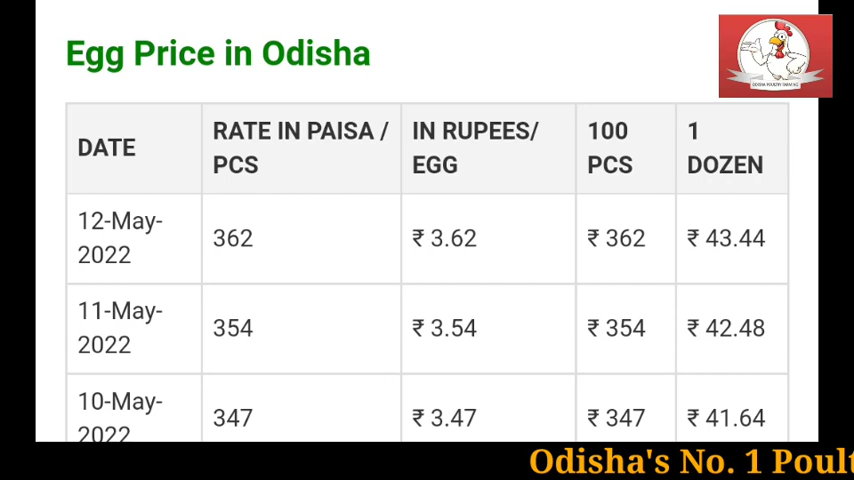 Egg Price in Odisha
DATE RATE IN PAISA / PCS IN RUPEES/ EGG 100 PCS 1 DOZEN
12-May-2022 362 ₹ 3.62 ₹ 362 ₹ 43.44
11-May-2022 354 ₹ 3.54 ₹ 354 ₹ 42.48
10-May-2022 347 ₹ 3.47 ₹ 347 ₹ 41.64
Odisha's No. 1 Poult